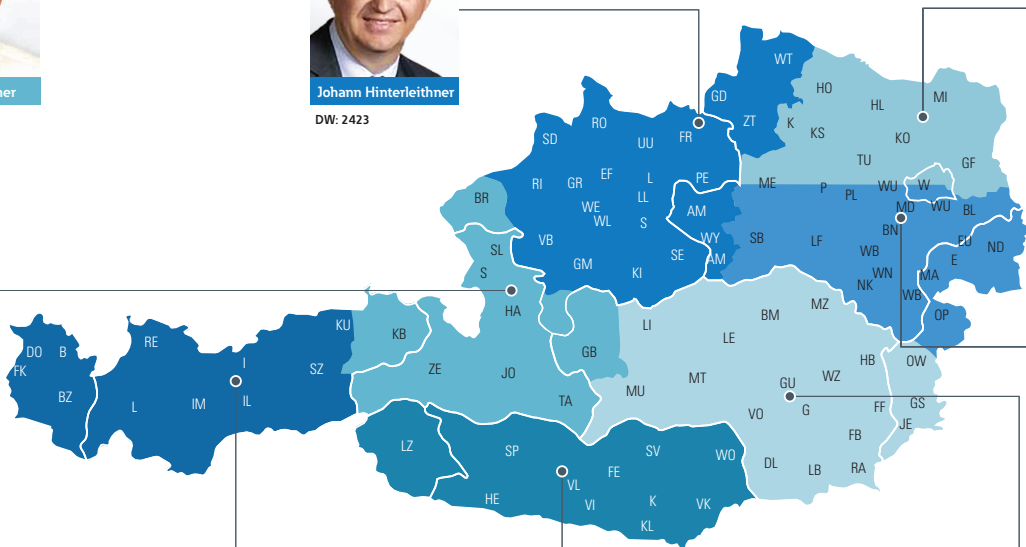 ner
Johann Hinterleithner
DW: 2423
WT
HO
GD
HL
MI
ZT
K
KS
KO
RO
SD
UU
FR
TU
GF
ME
P
PL
WU
W
RI
GR
EF
L
PE
LL
BR
WE
WL
S
AM
MD
WU
BL
BN
VB
WY
SB
LF
EU
ND
SL
SE
AM
WB
E
S
GM
KI
WN
MA
NK
WB
HA
MZ
OP
BM
KU
KB
LI
LE
RE
DO
B
GB
HB
OW
I
FK
SZ
ZE
JO
MT
WZ
GU
BZ
L
IM
IL
TA
MU
VO
G
FF
GS
JE
FB
LZ
SP
SV
WO
DL
LB
RA
FE
VL
HE
VI
K
VK
KL